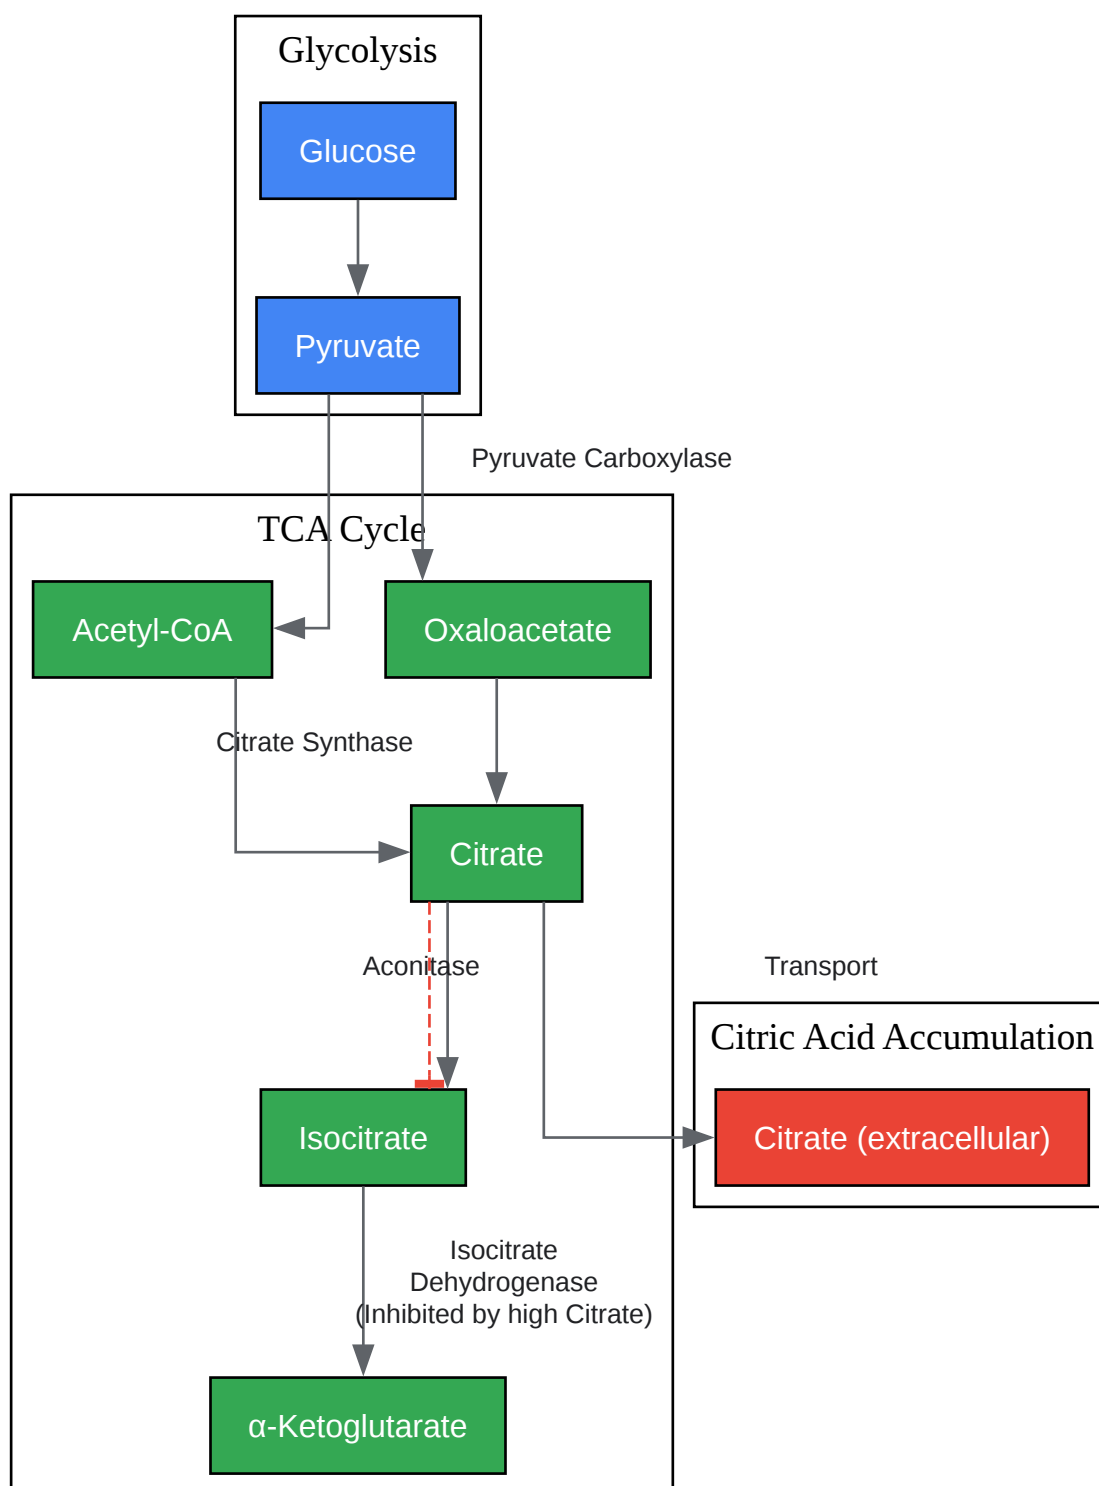 Glycolysis
Glucose
Pyruvate
Pyruvate Carboxylase
TCA Cycle
Acetyl-CoA
Oxaloacetate
Citrate Synthase
Citrate
Aconitase
Transport
Citric Acid Accumulation
Isocitrate
Citrate (extracellular)
Isocitrate
Dehydrogenase
(Inhibited by high Citrate)
α-Ketoglutarate